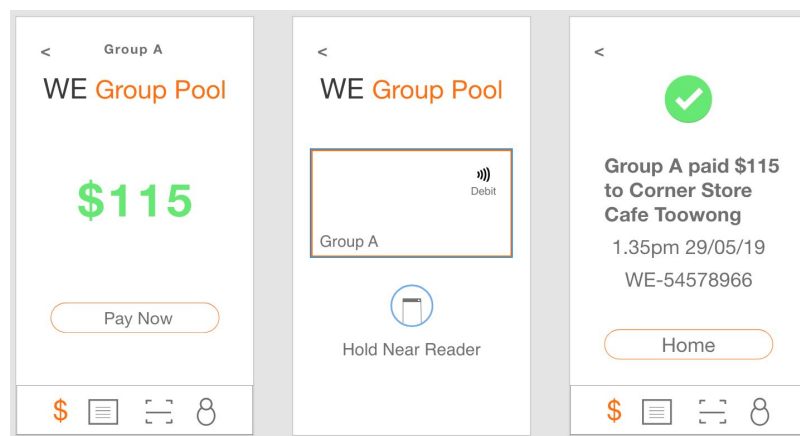 < Group A
WE Group Pool
$115
Pay Now
$
<
WE Group Pool
Debit
Group A
Hold Near Reader
<
Group A paid $115
to Corner Store
Cafe Toowong
1.35pm 29/05/19
WE-54578966
Home
$